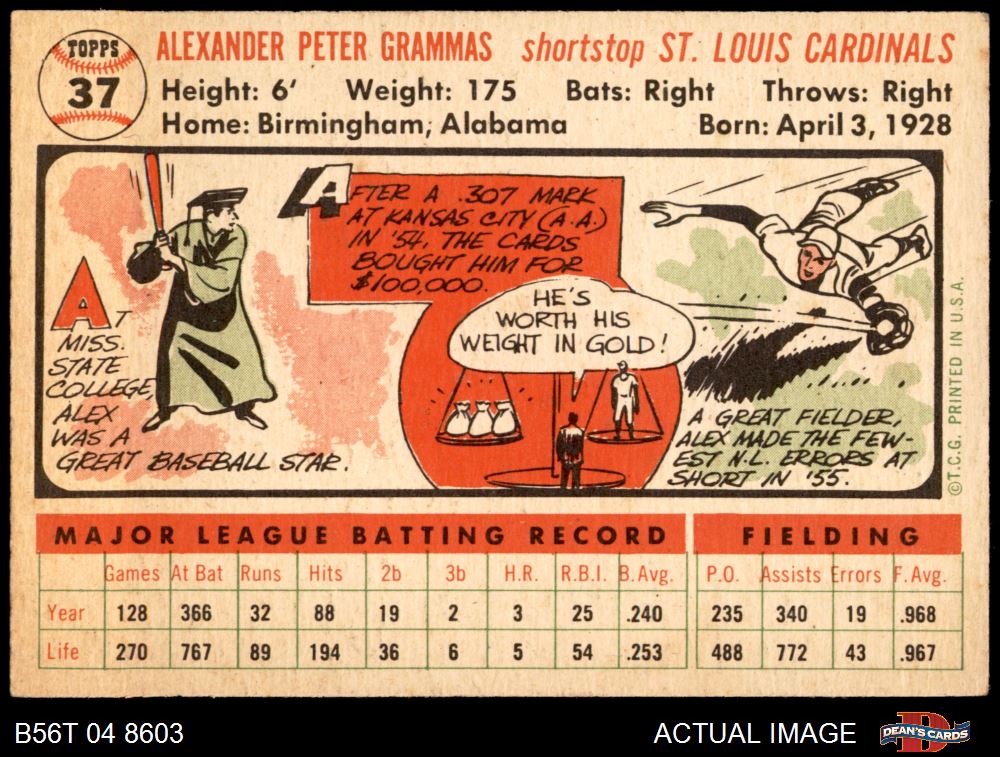 TOPPS
37
ALEXANDER PETER GRAMMAS shortstop ST. LOUIS CARDINALS
Height: 6' Weight: 175 Bats: Right Throws: Right
Home: Birmingham, Alabama Born: April 3, 1928
AT
MISS.
STATE
COLLEGE,
ALEX
WAS A
GREAT BASEBALL STAR.
AFTER A .307 MARK
AT KANSAS CITY (A.A.)
IN '54, THE CARDS
BOUGHT HIM FOR
$100,000.
HE'S
WORTH HIS
WEIGHT IN GOLD!
A GREAT FIELDER,
ALEX MADE THE FEW-
EST N.L. ERRORS AT
SHORT IN '55.
©T.C.G. PRINTED IN U.S.A.
MAJOR LEAGUE BATTING RECORD FIELDING
Games At Bat Runs Hits 2b 3b H.R. R.B.I. B.Avg. P.O. Assists Errors F.Avg.
Year 128 366 32 88 19 2 3 25 .240 235 340 19 .968
Life 270 767 89 194 36 6 5 54 .253 488 772 43 .967
B56T 04 8603 ACTUAL IMAGE DEAN'S CARDS